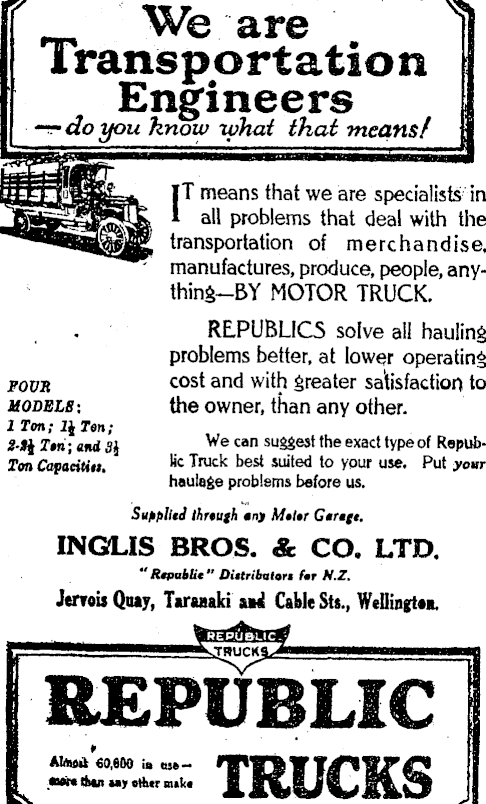 We are
Transportation
Engineers
—do you know what that means!
IT means that we are specialists in
all problems that deal with the
transportation of merchandise,
manufactures, produce, people, any-
thing—BY MOTOR TRUCK.
REPUBLICS solve all hauling
problems better, at lower operating
cost and with greater satisfaction to
the owner, than any other.
FOUR
MODELS:
1 Ton; 1½ Ton;
2-2½ Ton; and 3½
Ton Capacities.
We can suggest the exact type of Repub-
lic Truck best suited to your use. Put your
haulage problems before us.
Supplied through any Motor Garage.
INGLIS BROS. & CO. LTD.
"Republic" Distributors for N.Z.
Jervois Quay, Taranaki and Cable Sts., Wellington.
REPUBLIC
TRUCKS
REPUBLIC
Almost 60,000 in use—
more than any other make
TRUCKS